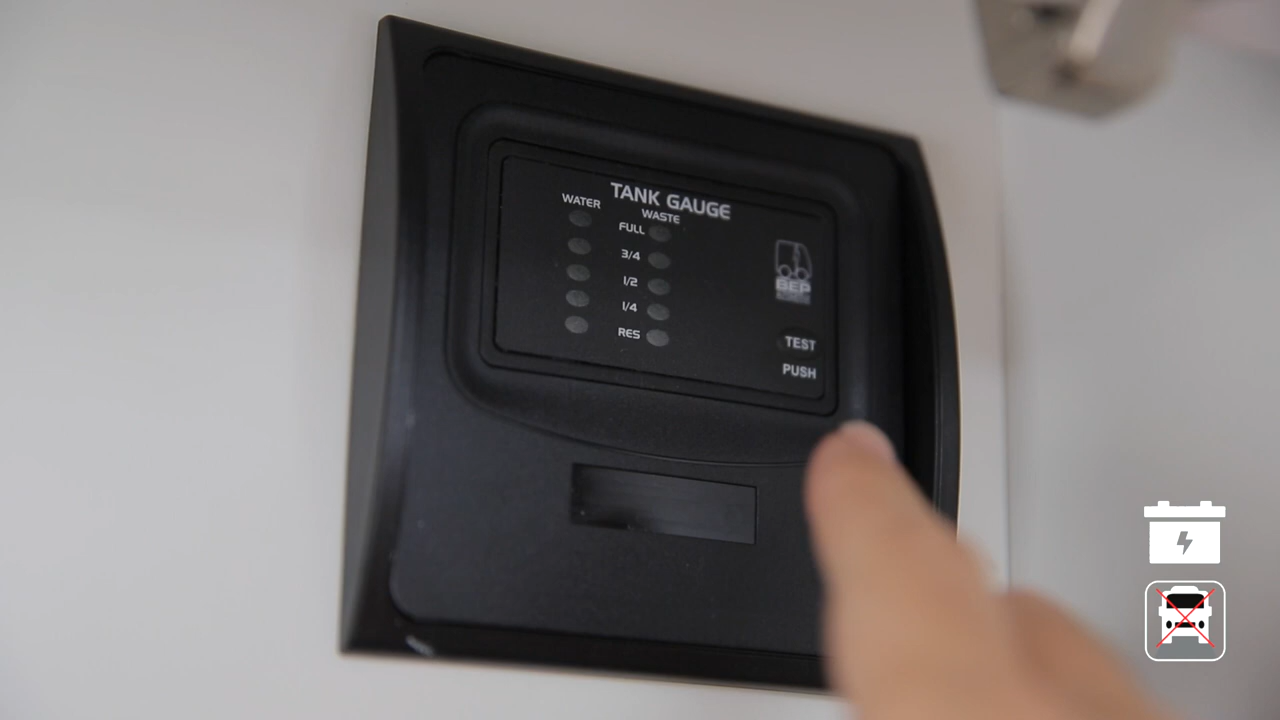 TANK GAUGE
WATER
WASTE
FULL
3/4
1/2
1/4
RES
BEP
TEST
PUSH